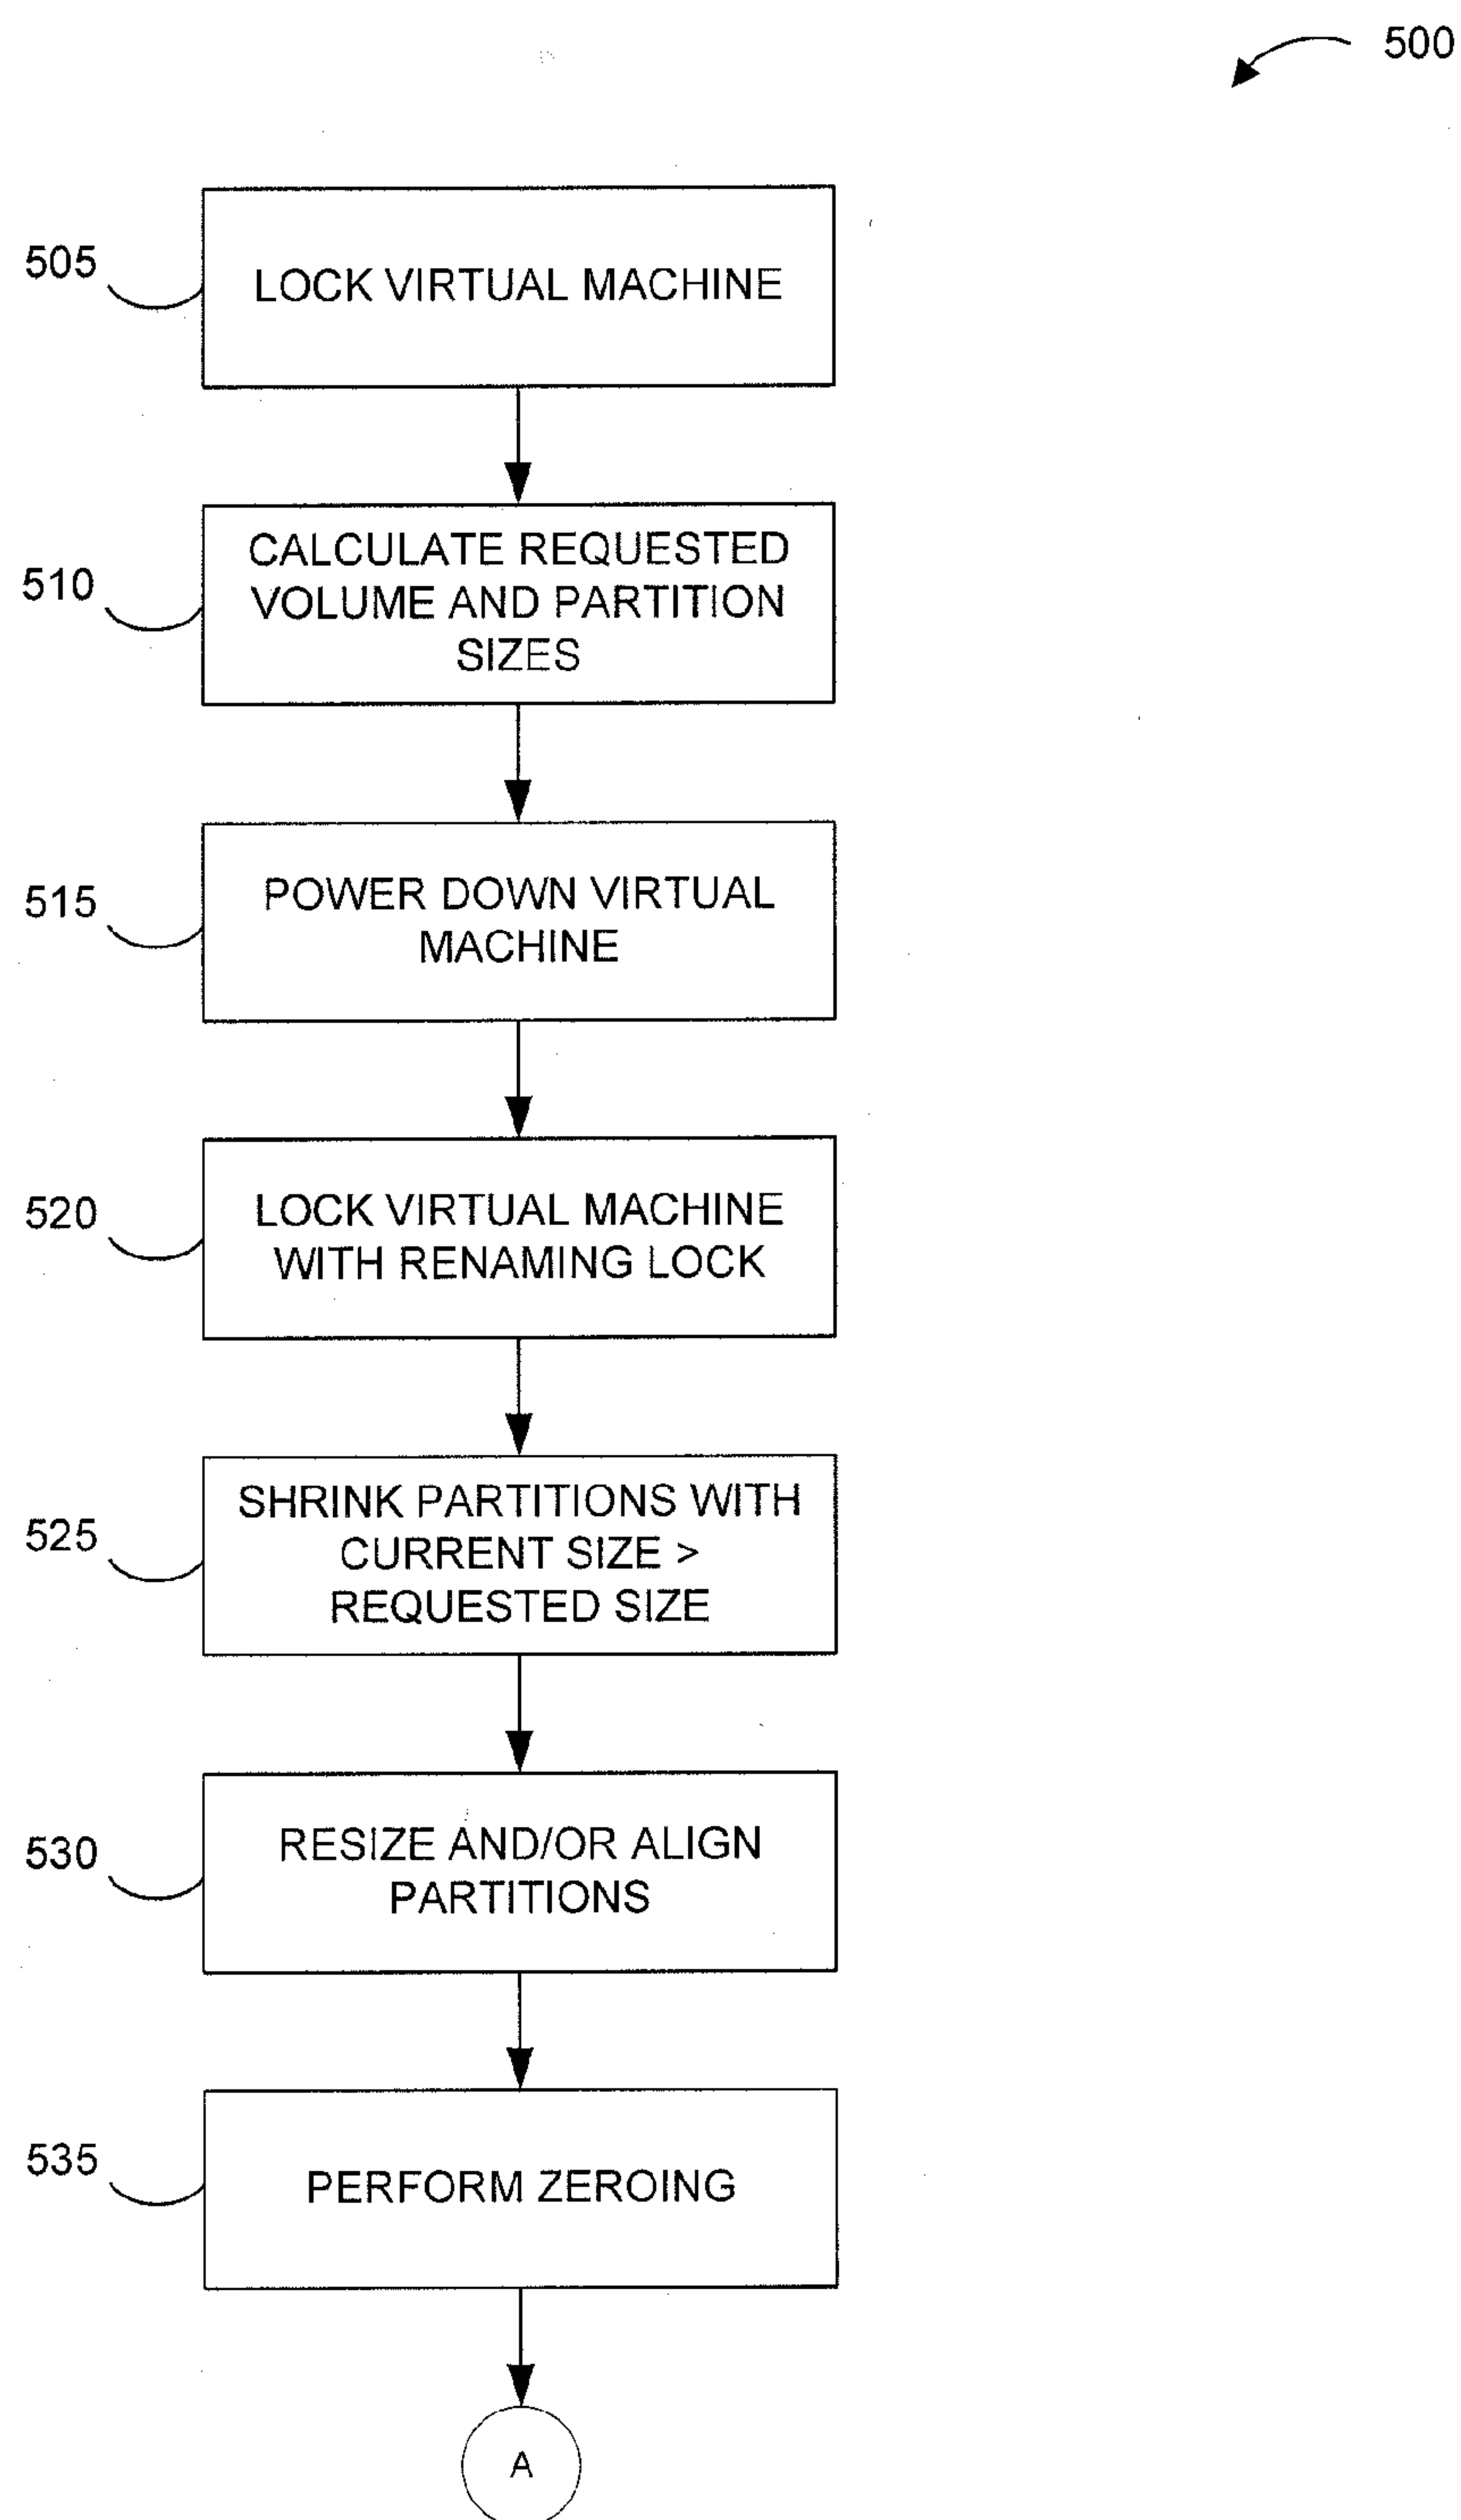 500
505
LOCK VIRTUAL MACHINE
510
CALCULATE REQUESTED
VOLUME AND PARTITION
SIZES
515
POWER DOWN VIRTUAL
MACHINE
520
LOCK VIRTUAL MACHINE
WITH RENAMING LOCK
525
SHRINK PARTITIONS WITH
CURRENT SIZE >
REQUESTED SIZE
530
RESIZE AND/OR ALIGN
PARTITIONS
535
PERFORM ZEROING
A